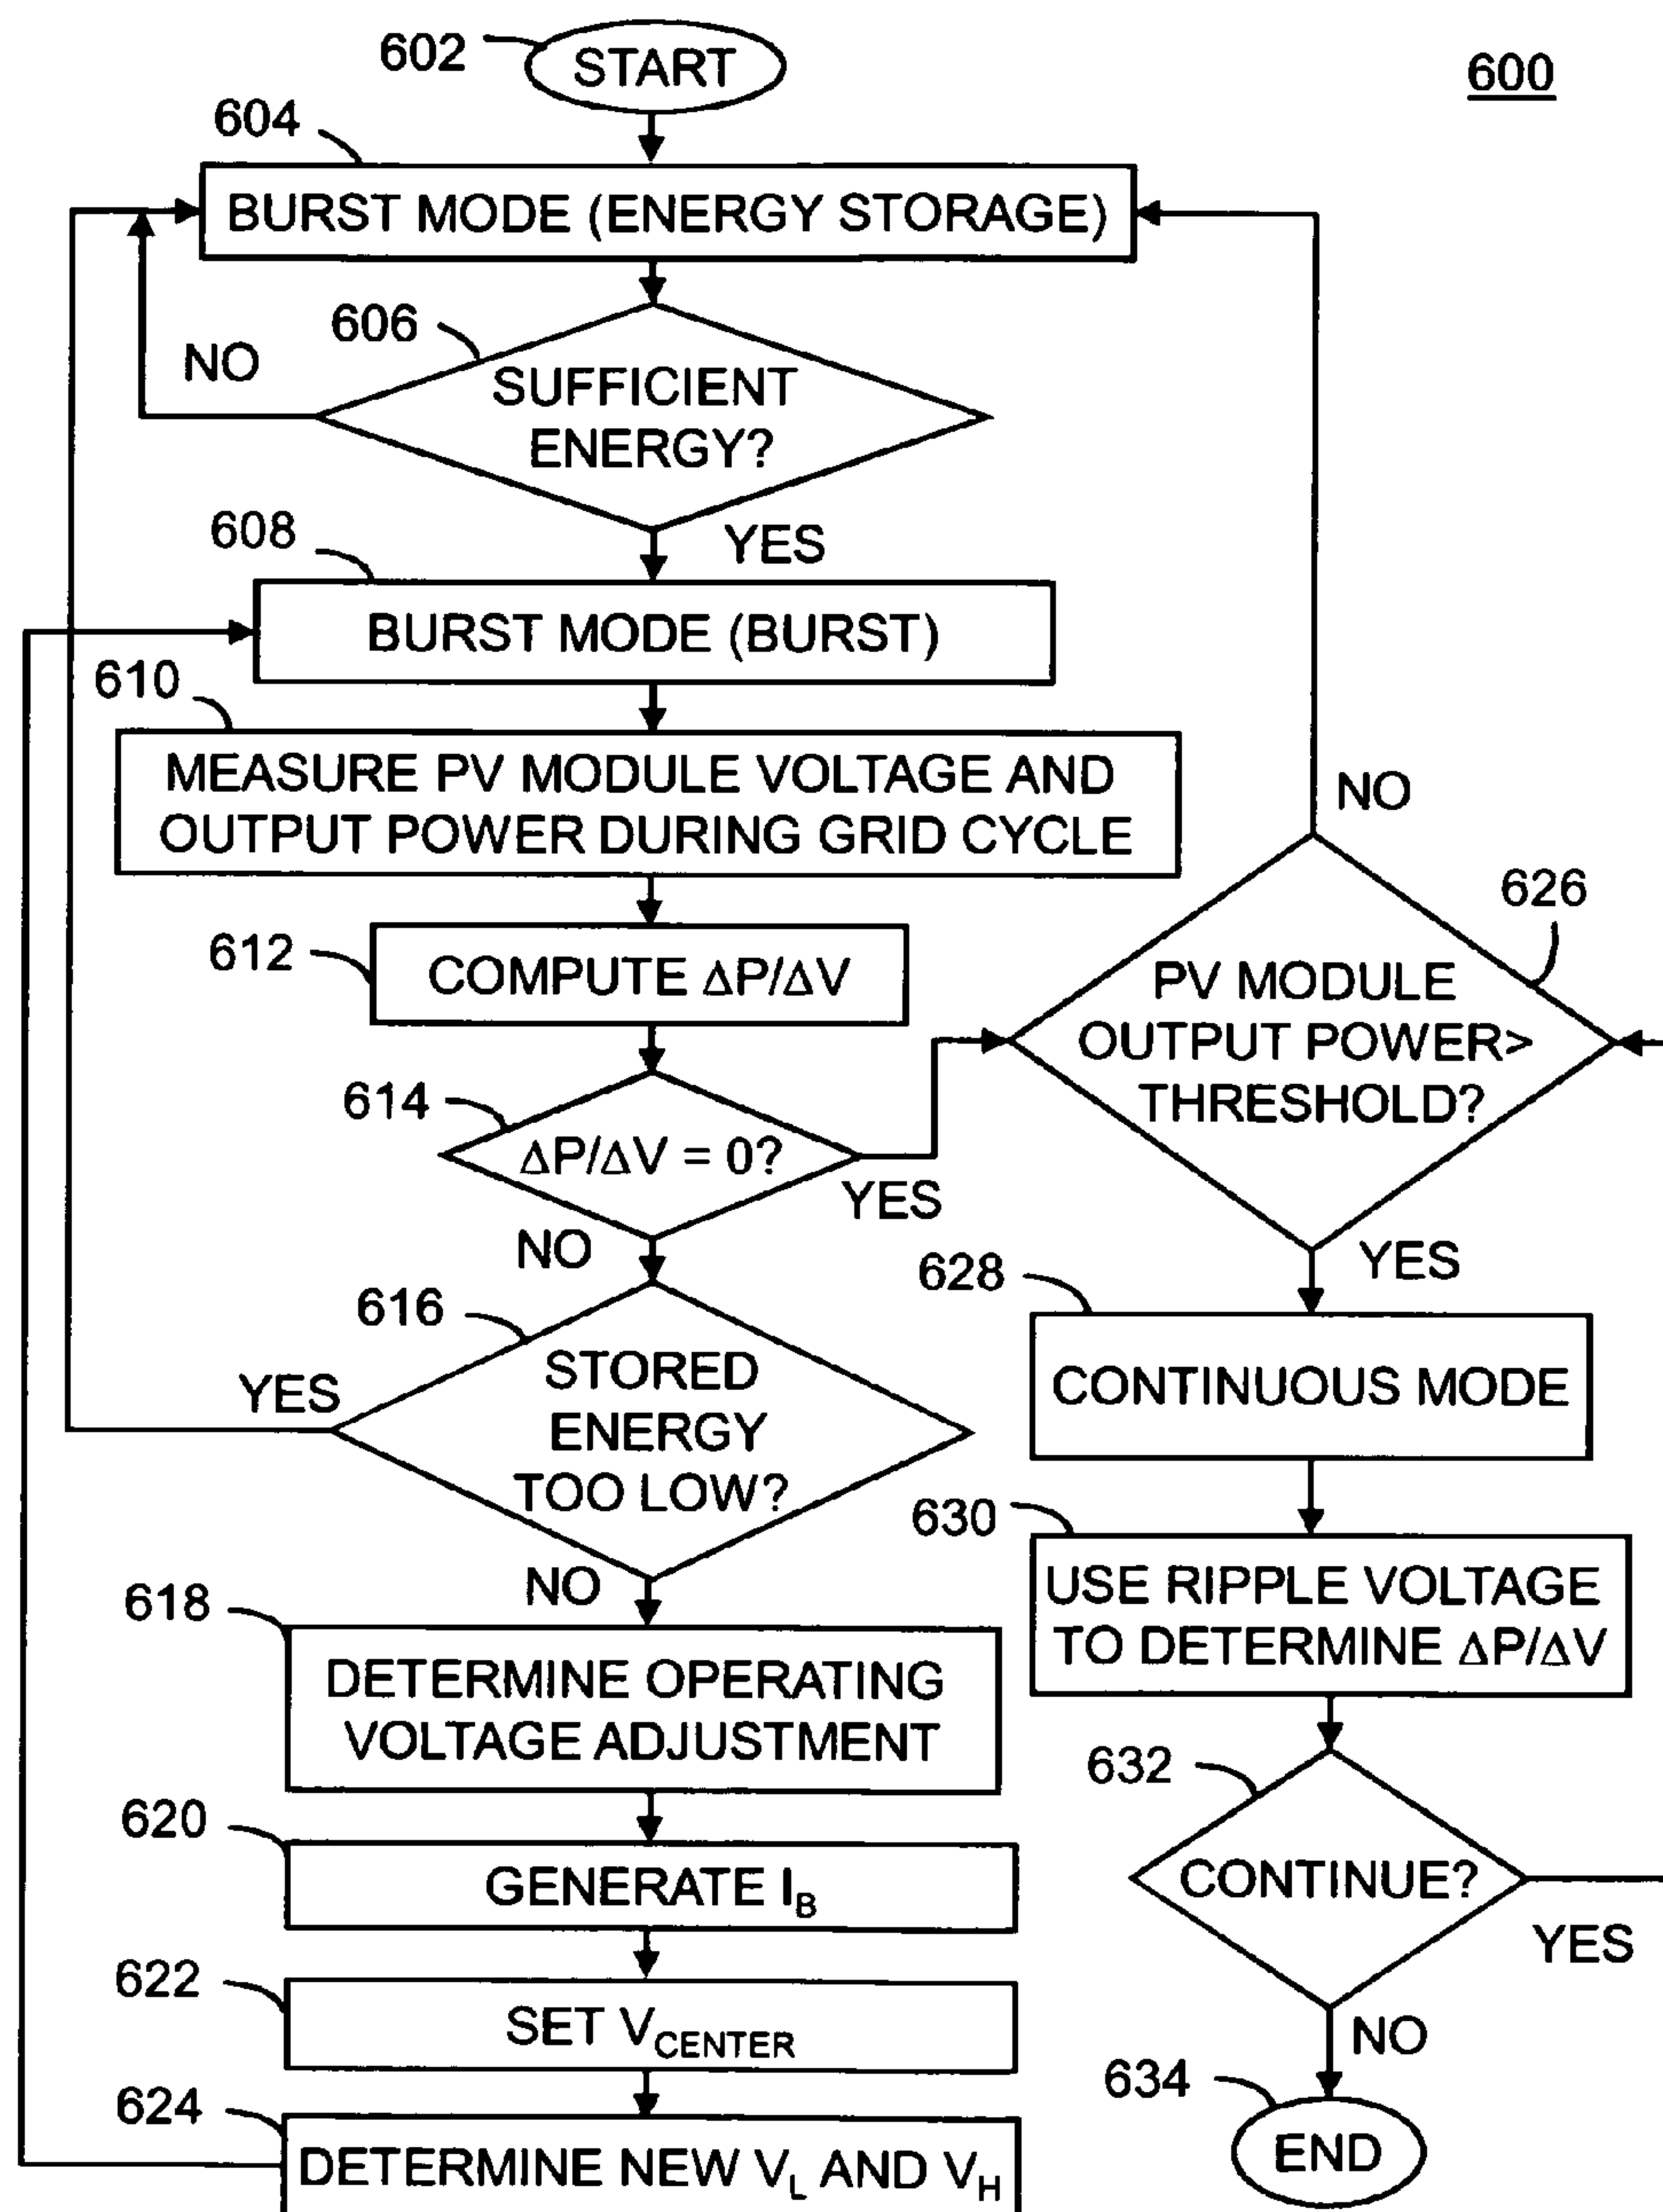 602
START
600
604
BURST MODE (ENERGY STORAGE)
606
NO
SUFFICIENT
ENERGY?
608
YES
BURST MODE (BURST)
610
MEASURE PV MODULE VOLTAGE AND
OUTPUT POWER DURING GRID CYCLE
NO
626
612
COMPUTE ΔP/ΔV
PV MODULE
OUTPUT POWER>
THRESHOLD?
614
ΔP/ΔV = 0?
YES
NO
YES
616
STORED
ENERGY
TOO LOW?
YES
628
CONTINUOUS MODE
NO
630
USE RIPPLE VOLTAGE
TO DETERMINE ΔP/ΔV
618
DETERMINE OPERATING
VOLTAGE ADJUSTMENT
632
CONTINUE?
YES
620
GENERATE I_B
622
SET V_CENTER
NO
624
DETERMINE NEW V_L AND V_H
634
END